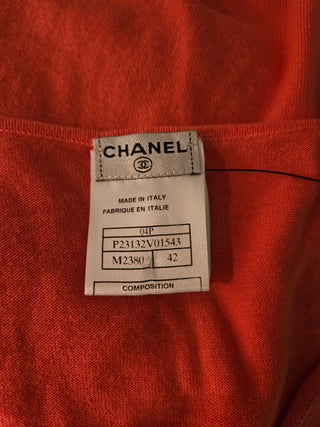 CHANEL
MADE IN ITALY
FABRIQUE EN ITALIE
04P
P23132V01543
M2380 42
COMPOSITION